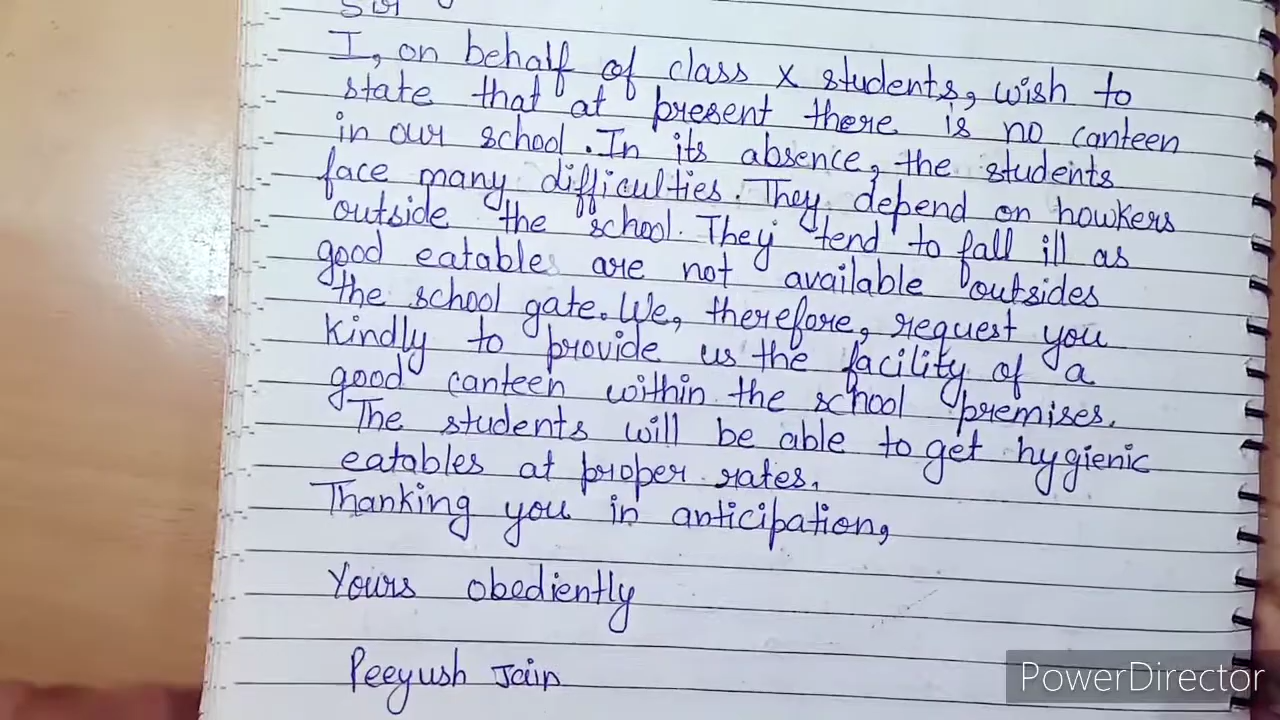 Sir
I, on behalf of class X students, wish to
state that at present there is no canteen
in our school. In its absence, the students
face many difficulties. They depend on howkers
outside the school. They tend to fall ill as
good eatables are not available outsides
the school gate. We, therefore, request you
kindly to provide us the facility of a
good canteen within the school premises.
The students will be able to get hygienic
eatables at proper rates.
Thanking you in anticipation,
Yours obediently
Peeyush Jain
PowerDirector